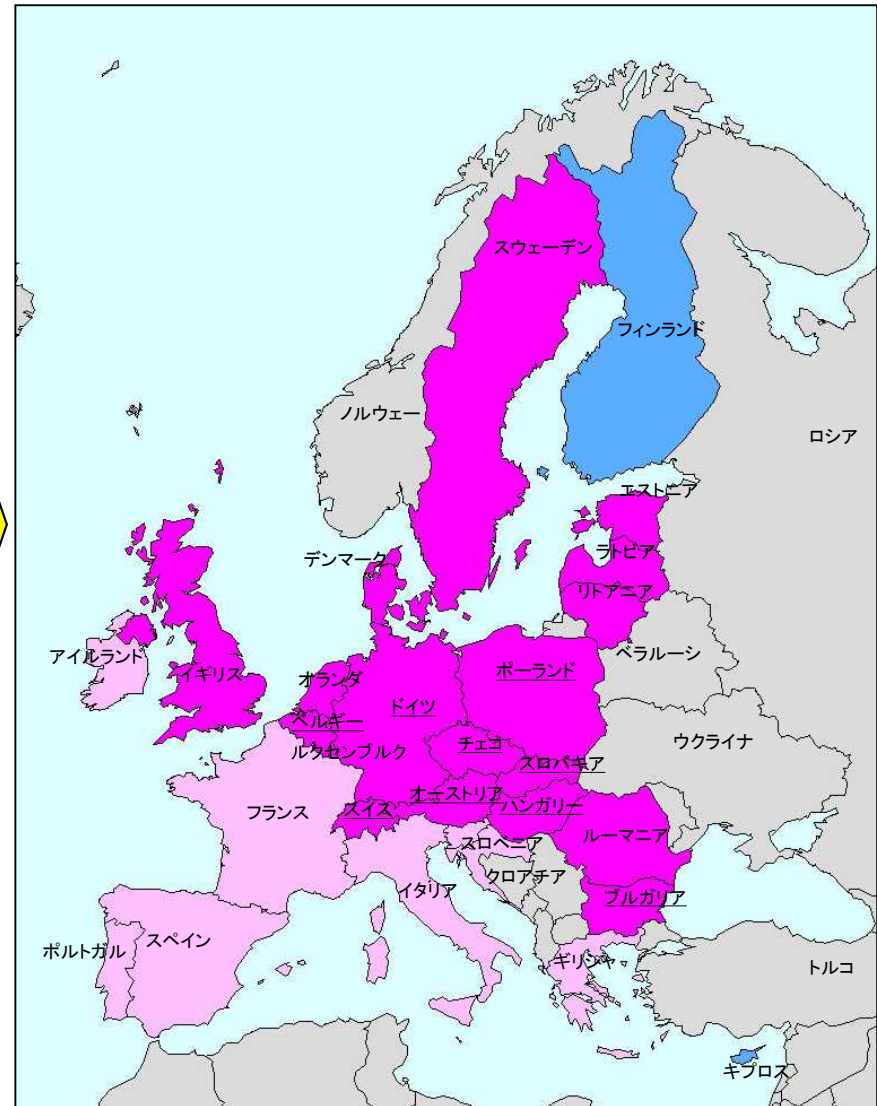 スウェーデン
フィンランド
ノルウェー
ロシア
エストニア
デンマーク
ラトビア
リトアニア
アイルランド
イギリス
オランダ
ポーランド
ベラルーシ
ドイツ
ベルギー
ルクセンブルク
チェコ
スロバキア
ウクライナ
フランス
スイス
オーストリア
ハンガリー
スロベニア
ルーマニア
クロアチア
イタリア
ブルガリア
ポルトガル
スペイン
ギリシャ
トルコ
キプロス